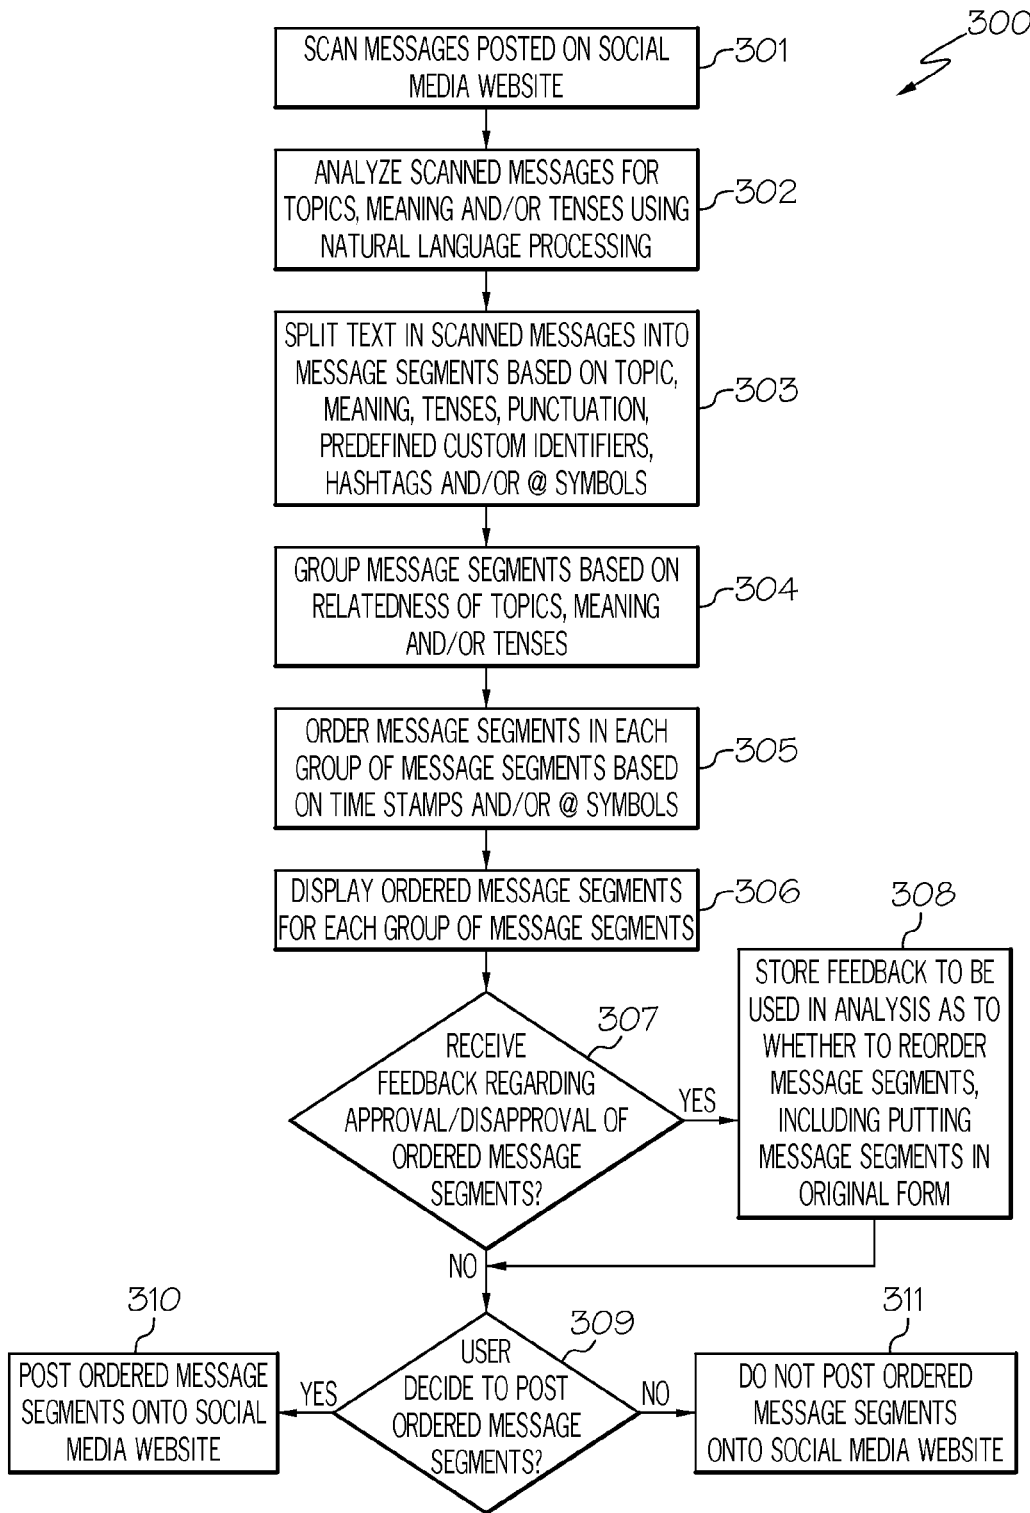 300
SCAN MESSAGES POSTED ON SOCIAL
MEDIA WEBSITE
301
ANALYZE SCANNED MESSAGES FOR
TOPICS, MEANING AND/OR TENSES USING
NATURAL LANGUAGE PROCESSING
302
SPLIT TEXT IN SCANNED MESSAGES INTO
MESSAGE SEGMENTS BASED ON TOPIC,
MEANING, TENSES, PUNCTUATION,
PREDEFINED CUSTOM IDENTIFIERS,
HASHTAGS AND/OR @ SYMBOLS
303
GROUP MESSAGE SEGMENTS BASED ON
RELATEDNESS OF TOPICS, MEANING
AND/OR TENSES
304
ORDER MESSAGE SEGMENTS IN EACH
GROUP OF MESSAGE SEGMENTS BASED
ON TIME STAMPS AND/OR @ SYMBOLS
305
DISPLAY ORDERED MESSAGE SEGMENTS
FOR EACH GROUP OF MESSAGE SEGMENTS
306
RECEIVE
FEEDBACK REGARDING
APPROVAL/DISAPPROVAL OF
ORDERED MESSAGE
SEGMENTS?
307
YES
308
STORE FEEDBACK TO BE
USED IN ANALYSIS AS TO
WHETHER TO REORDER
MESSAGE SEGMENTS,
INCLUDING PUTTING
MESSAGE SEGMENTS IN
ORIGINAL FORM
NO
USER
DECIDE TO POST
ORDERED MESSAGE
SEGMENTS?
309
YES
310
POST ORDERED MESSAGE
SEGMENTS ONTO SOCIAL
MEDIA WEBSITE
NO
311
DO NOT POST ORDERED
MESSAGE SEGMENTS
ONTO SOCIAL MEDIA WEBSITE